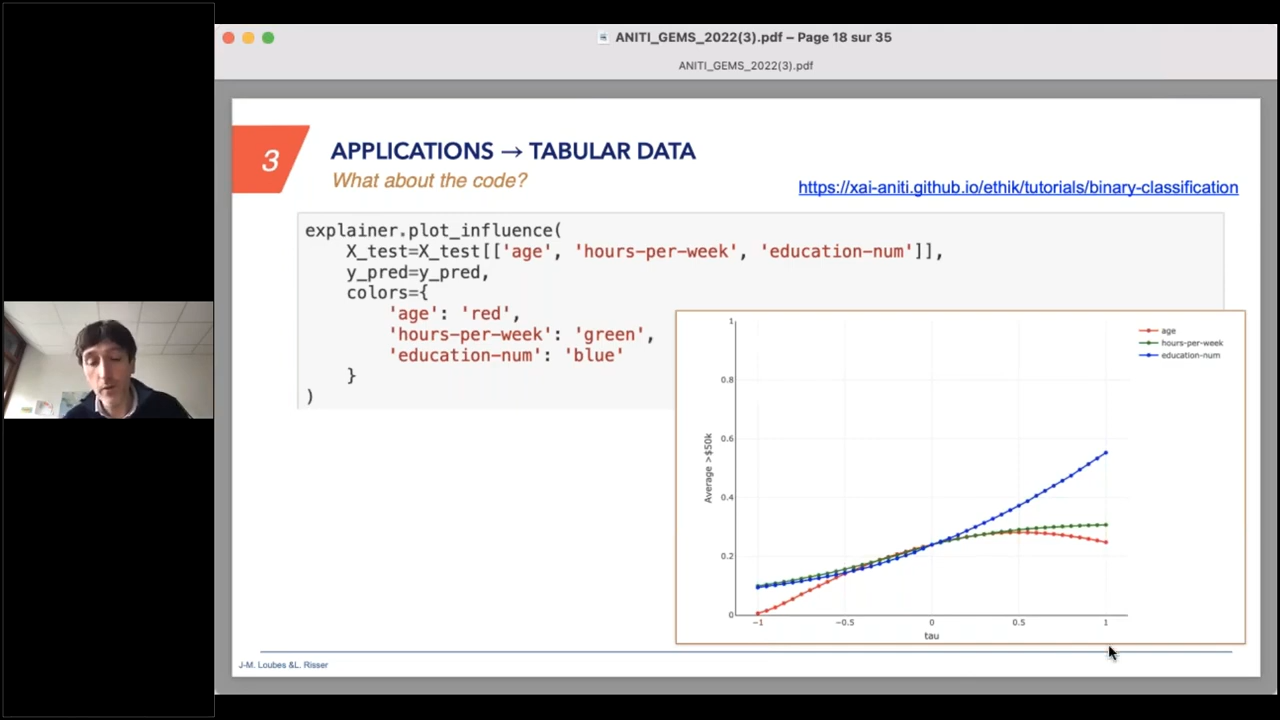 ANITI_GEMS_2022(3).pdf – Page 18 sur 35
ANITI_GEMS_2022(3).pdf
3
APPLICATIONS → TABULAR DATA
What about the code?
https://xai-aniti.github.io/ethik/tutorials/binary-classification
explainer.plot_influence(
    X_test=X_test[['age', 'hours-per-week', 'education-num']],
    y_pred=y_pred,
    colors={
        'age': 'red',
        'hours-per-week': 'green',
        'education-num': 'blue'
    }
)
age
hours-per-week
education-num
1
0.8
0.6
0.4
0.2
0
Average >$50k
−1
−0.5
0
0.5
1
tau
J-M. Loubes &L. Risser